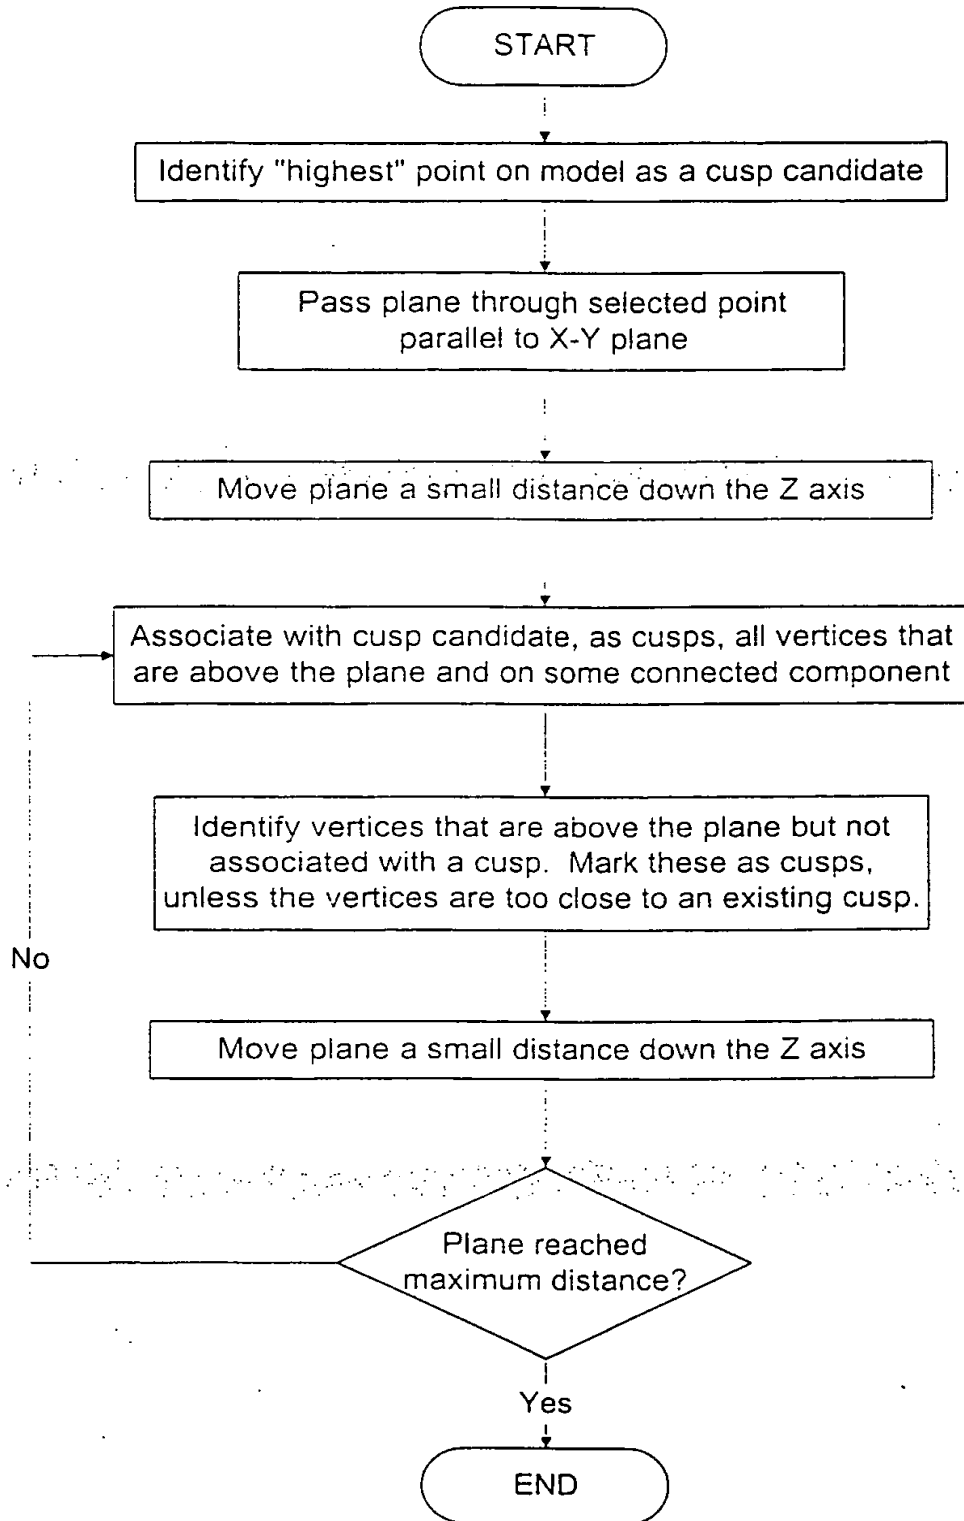 START
Identify "highest" point on model as a cusp candidate
Pass plane through selected point
parallel to X-Y plane
Move plane a small distance down the Z axis
Associate with cusp candidate, as cusps, all vertices that
are above the plane and on some connected component
Identify vertices that are above the plane but not
associated with a cusp. Mark these as cusps,
unless the vertices are too close to an existing cusp.
No
Move plane a small distance down the Z axis
Plane reached
maximum distance?
Yes
END